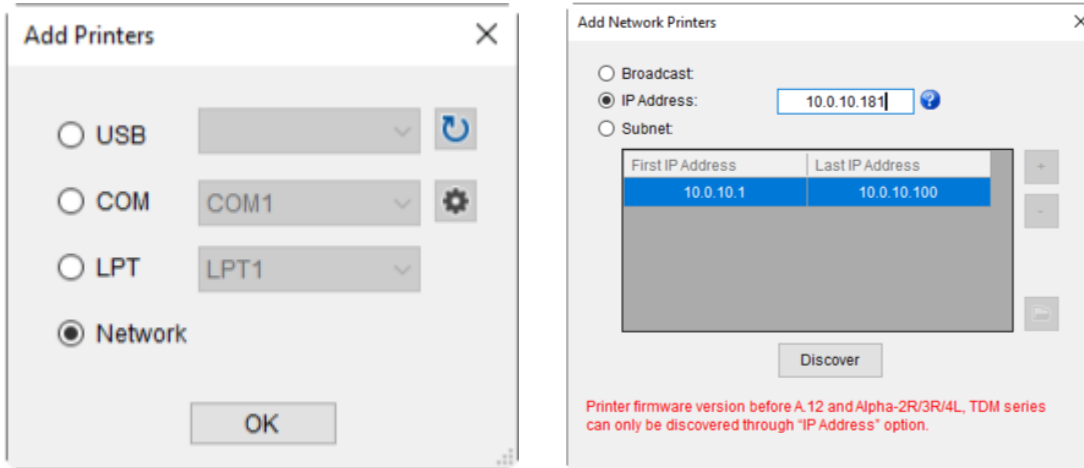 Add Printers
USB
COM COM1
LPT LPT1
Network
OK
Add Network Printers
Broadcast:
IP Address: 10.0.10.181
Subnet:
First IP Address Last IP Address
10.0.10.1 10.0.10.100
+
-
Discover
Printer firmware version before A.12 and Alpha-2R/3R/4L, TDM series
can only be discovered through “IP Address” option.